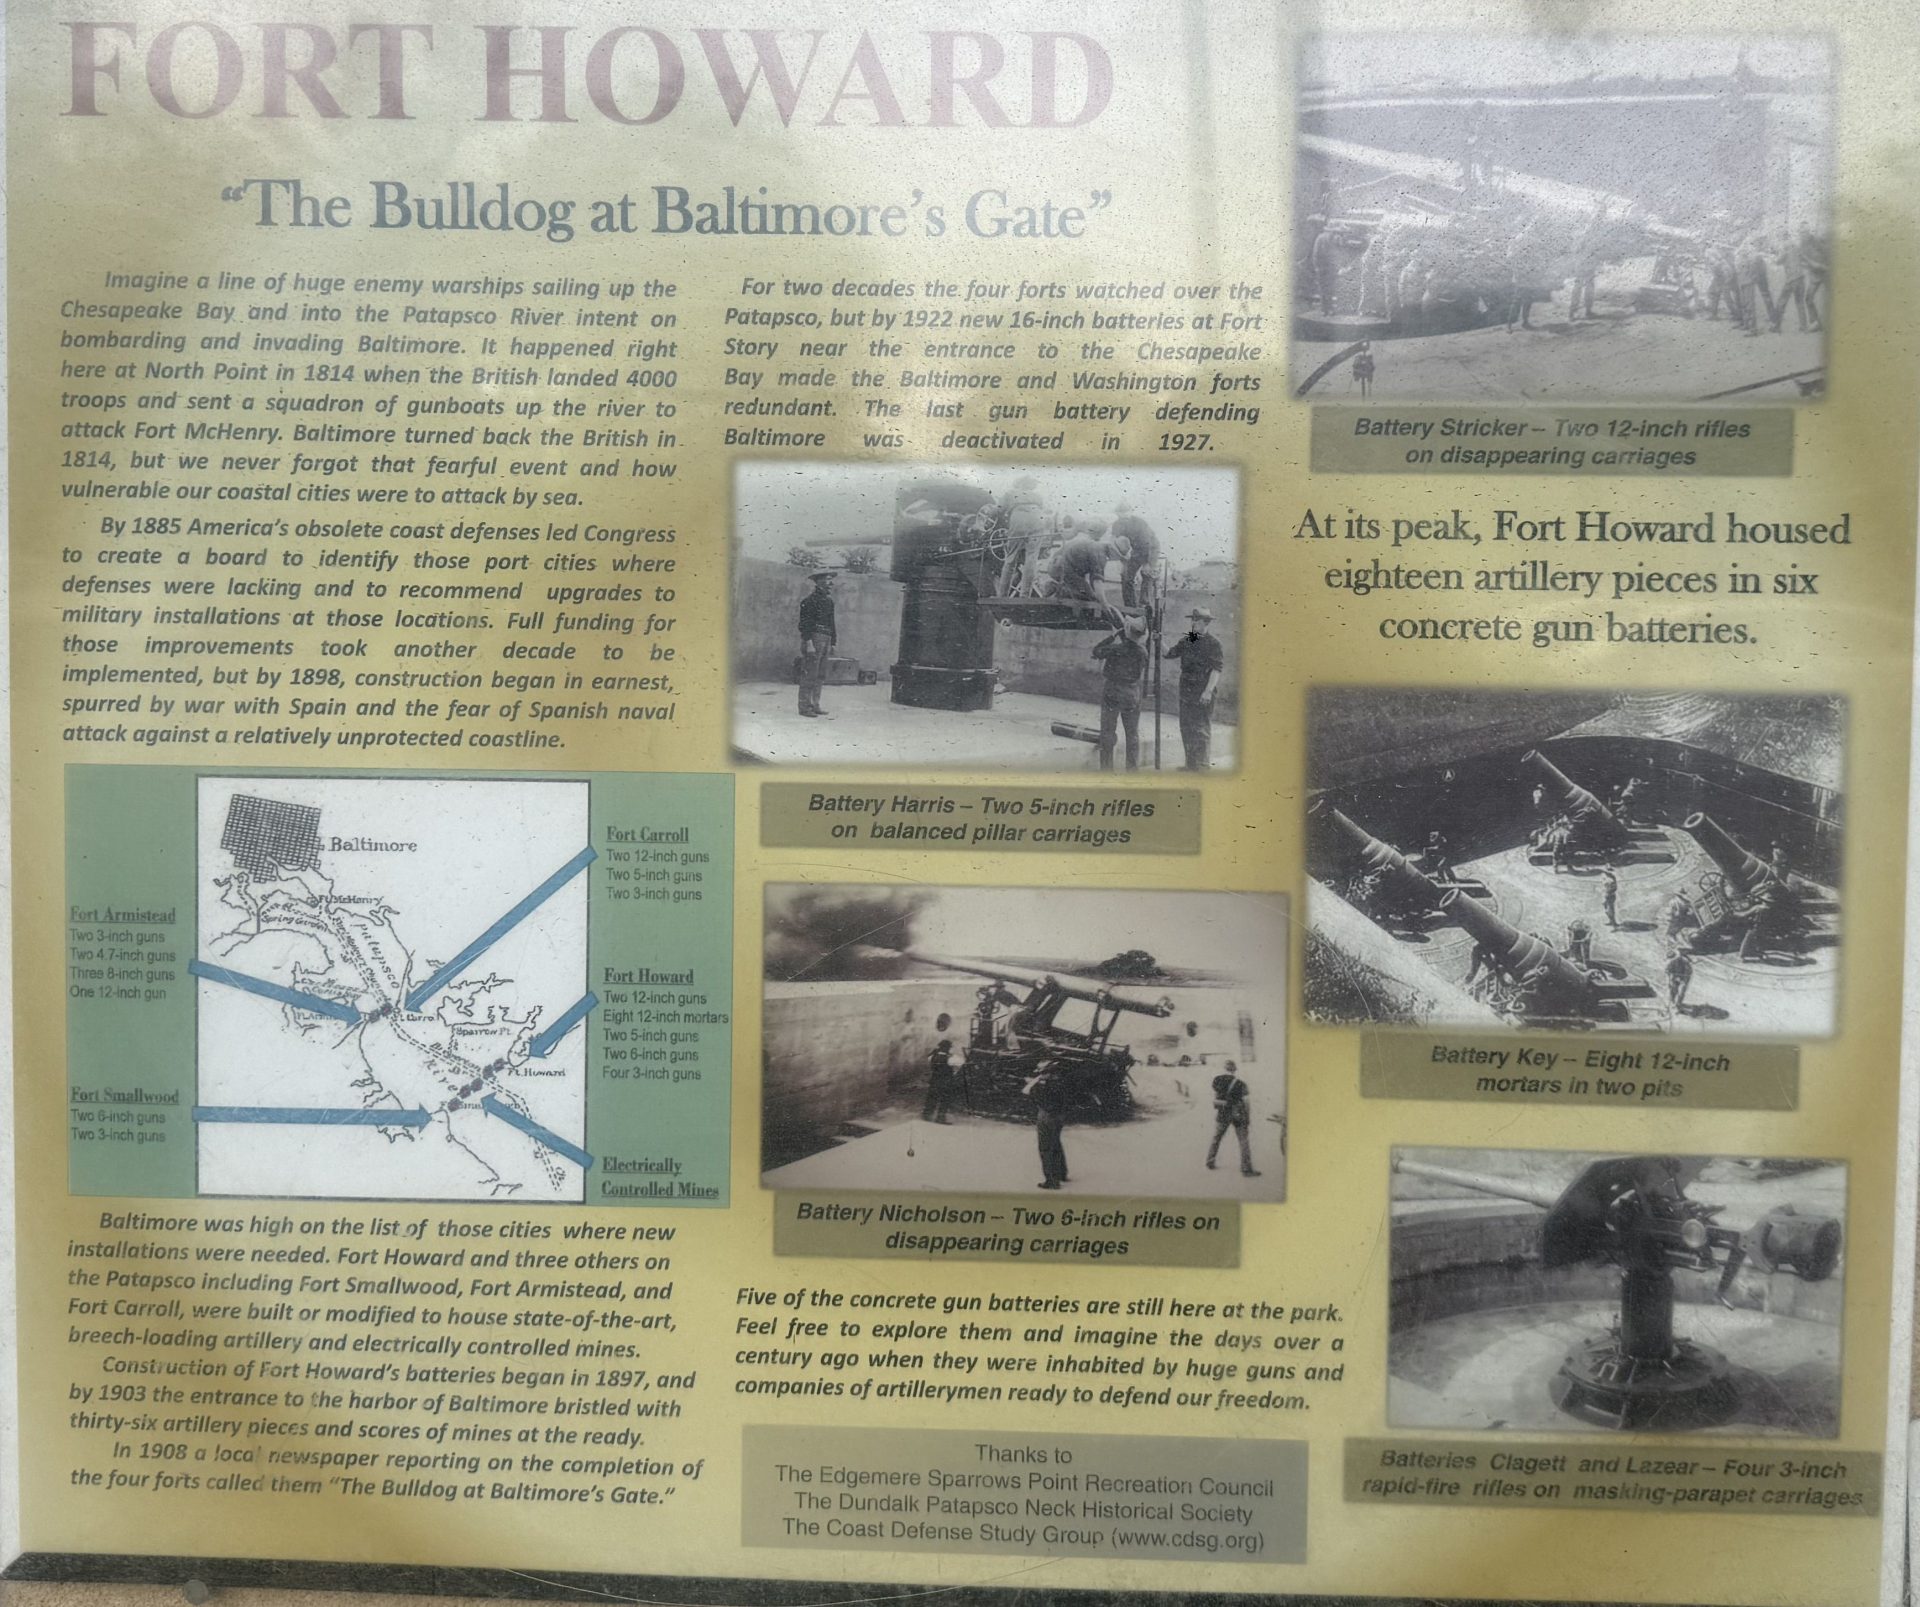 FORT HOWARD
"The Bulldog at Baltimore's Gate"
Imagine a line of huge enemy warships sailing up the
Chesapeake Bay and into the Patapsco River intent on
bombarding and invading Baltimore. It happened right
here at North Point in 1814 when the British landed 4000
troops and sent a squadron of gunboats up the river to
attack Fort McHenry. Baltimore turned back the British in
1814, but we never forgot that fearful event and how
vulnerable our coastal cities were to attack by sea.
By 1885 America's obsolete coast defenses led Congress
to create a board to identify those port cities where
defenses were lacking and to recommend upgrades to
military installations at those locations. Full funding for
those improvements took another decade to be
implemented, but by 1898, construction began in earnest,
spurred by war with Spain and the fear of Spanish naval
attack against a relatively unprotected coastline.
Fort Armistead
Two 3-inch guns
Two 4.7-inch guns
Three 8-inch guns
One 12-inch gun
Fort Smallwood
Two 6-inch guns
Two 3-inch guns
Baltimore
Ft. McHenry
Spring Garden
Patapsco
Sparrow Pt.
River
Ft. Howard
Fort Carroll
Two 12-inch guns
Two 5-inch guns
Two 3-inch guns
Fort Howard
Two 12-inch guns
Eight 12-inch mortars
Two 5-inch guns
Two 6-inch guns
Four 3-inch guns
Electrically
Controlled Mines
Baltimore was high on the list of those cities where new
installations were needed. Fort Howard and three others on
the Patapsco including Fort Smallwood, Fort Armistead, and
Fort Carroll, were built or modified to house state-of-the-art,
breech-loading artillery and electrically controlled mines.
Construction of Fort Howard's batteries began in 1897, and
by 1903 the entrance to the harbor of Baltimore bristled with
thirty-six artillery pieces and scores of mines at the ready.
In 1908 a local newspaper reporting on the completion of
the four forts called them "The Bulldog at Baltimore's Gate."
For two decades the four forts watched over the
Patapsco, but by 1922 new 16-inch batteries at Fort
Story near the entrance to the Chesapeake
Bay made the Baltimore and Washington forts
redundant. The last gun battery defending
Baltimore was deactivated in 1927.
Battery Harris – Two 5-inch rifles
on balanced pillar carriages
Battery Nicholson – Two 6-inch rifles on
disappearing carriages
Five of the concrete gun batteries are still here at the park.
Feel free to explore them and imagine the days over a
century ago when they were inhabited by huge guns and
companies of artillerymen ready to defend our freedom.
Thanks to
The Edgemere Sparrows Point Recreation Council
The Dundalk Patapsco Neck Historical Society
The Coast Defense Study Group (www.cdsg.org)
Battery Stricker – Two 12-inch rifles
on disappearing carriages
At its peak, Fort Howard housed
eighteen artillery pieces in six
concrete gun batteries.
A
Battery Key – Eight 12-inch
mortars in two pits
Batteries Clagett and Lazear – Four 3-inch
rapid-fire rifles on masking-parapet carriages